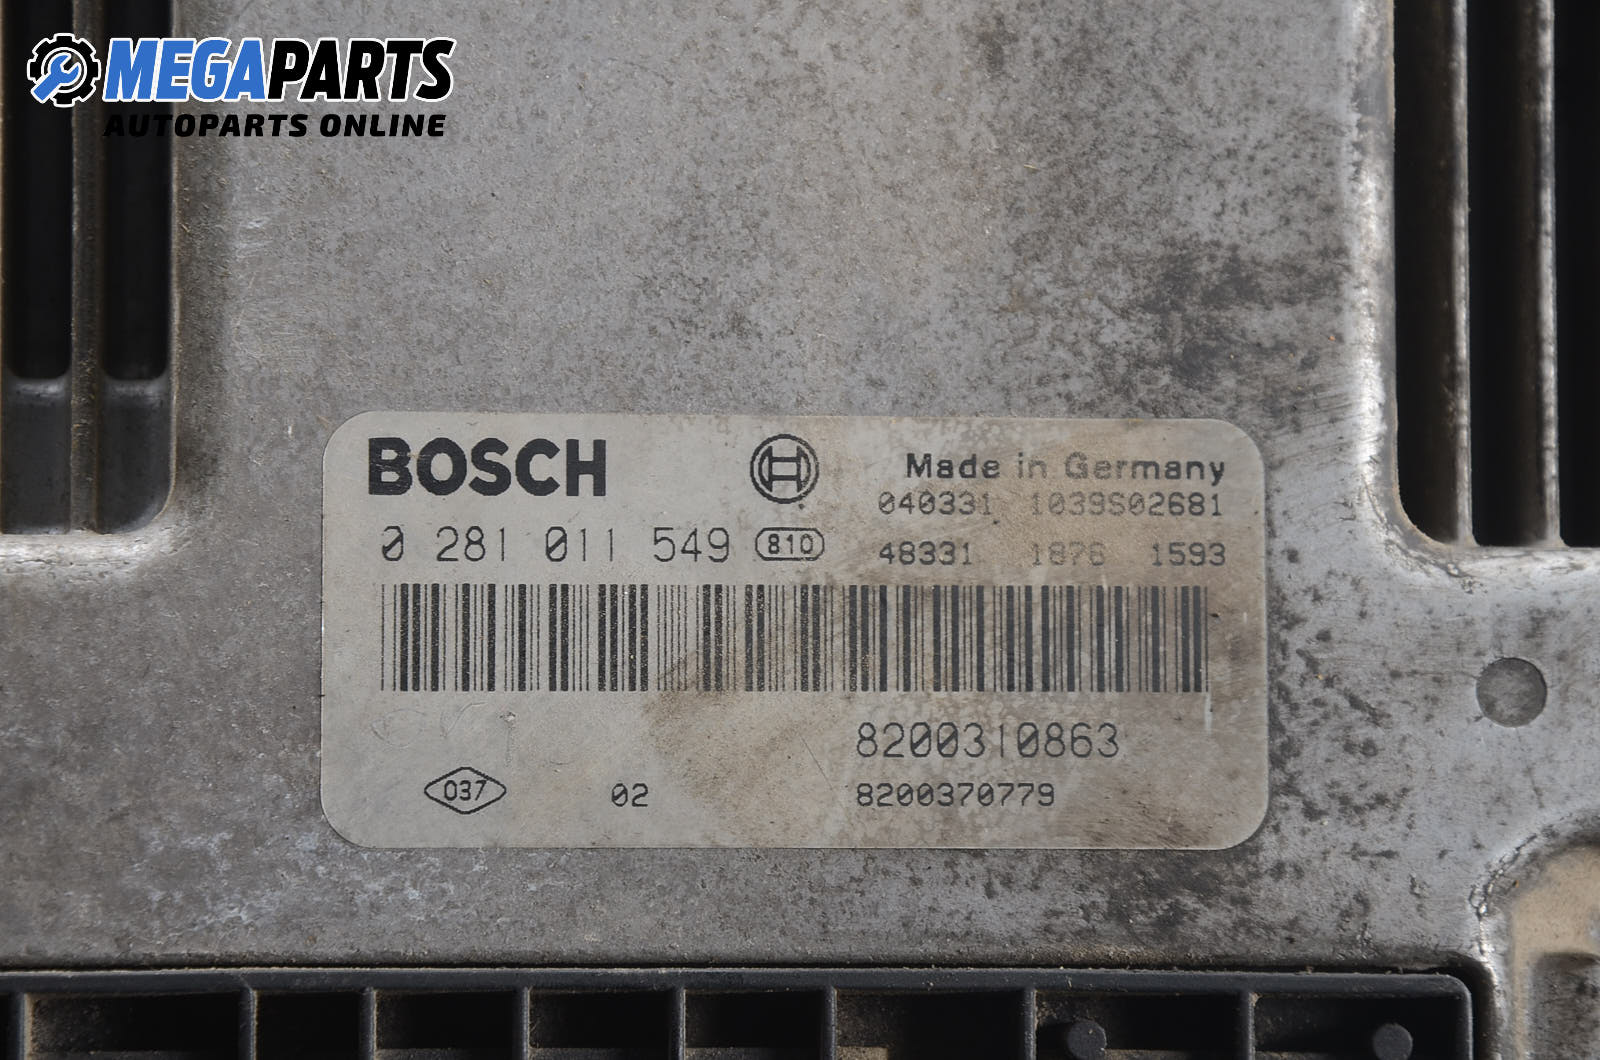 MEGAPARTS
AUTOPARTS ONLINE
BOSCH
Made in Germany
040331 1039S02681
0 281 011 549 810
48331 1876 1593
8200310863
037 02 8200370779